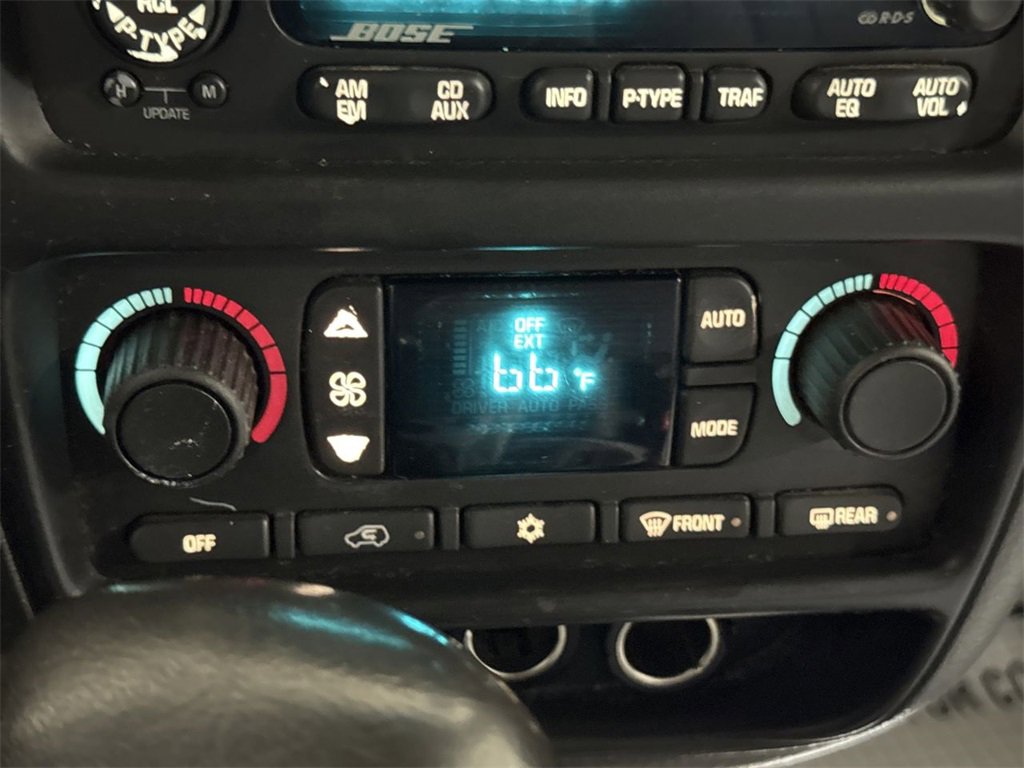 RCL
P-TYPE
BOSE
RDS
H M
UPDATE
AM
FM
CD
AUX
INFO
P-TYPE
TRAF
AUTO
EQ
AUTO
VOL
OFF
EXT
66 °F
DRIVER AUTO PASS
AUTO
MODE
OFF
FRONT
REAR